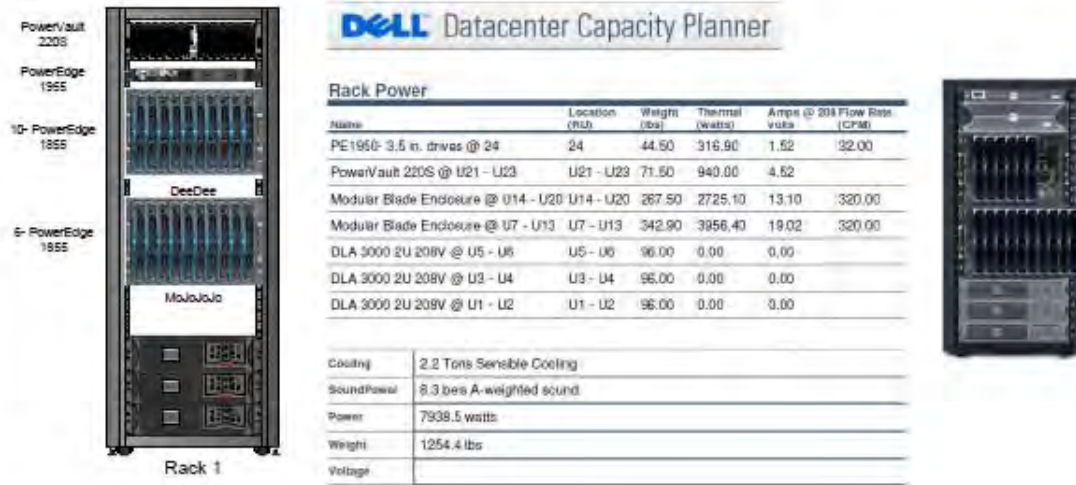 PowerVault
220S
PowerEdge
1955
10- PowerEdge
1855
DeeDee
6- PowerEdge
1855
MoJoJoJo
Rack 1
DELL Datacenter Capacity Planner
Rack Power
Name Location (RU) Weight (lbs) Thermal (watts) Amps @ 208 volts Flow Rate (CFM)
PE1950- 3.5 in. drives @ 24 24 44.50 316.90 1.52 32.00
PowerVault 220S @ U21 - U23 U21 - U23 71.50 940.00 4.52
Modular Blade Enclosure @ U14 - U20 U14 - U20 267.50 2725.10 13.10 320.00
Modular Blade Enclosure @ U7 - U13 U7 - U13 342.90 3956.40 19.02 320.00
DLA 3000 2U 208V @ U5 - U6 U5 - U6 96.00 0.00 0.00
DLA 3000 2U 208V @ U3 - U4 U3 - U4 96.00 0.00 0.00
DLA 3000 2U 208V @ U1 - U2 U1 - U2 96.00 0.00 0.00
Cooling 2.2 Tons Sensible Cooling
SoundPower 8.3 bels A-weighted sound
Power 7938.5 watts
Weight 1254.4 lbs
Voltage